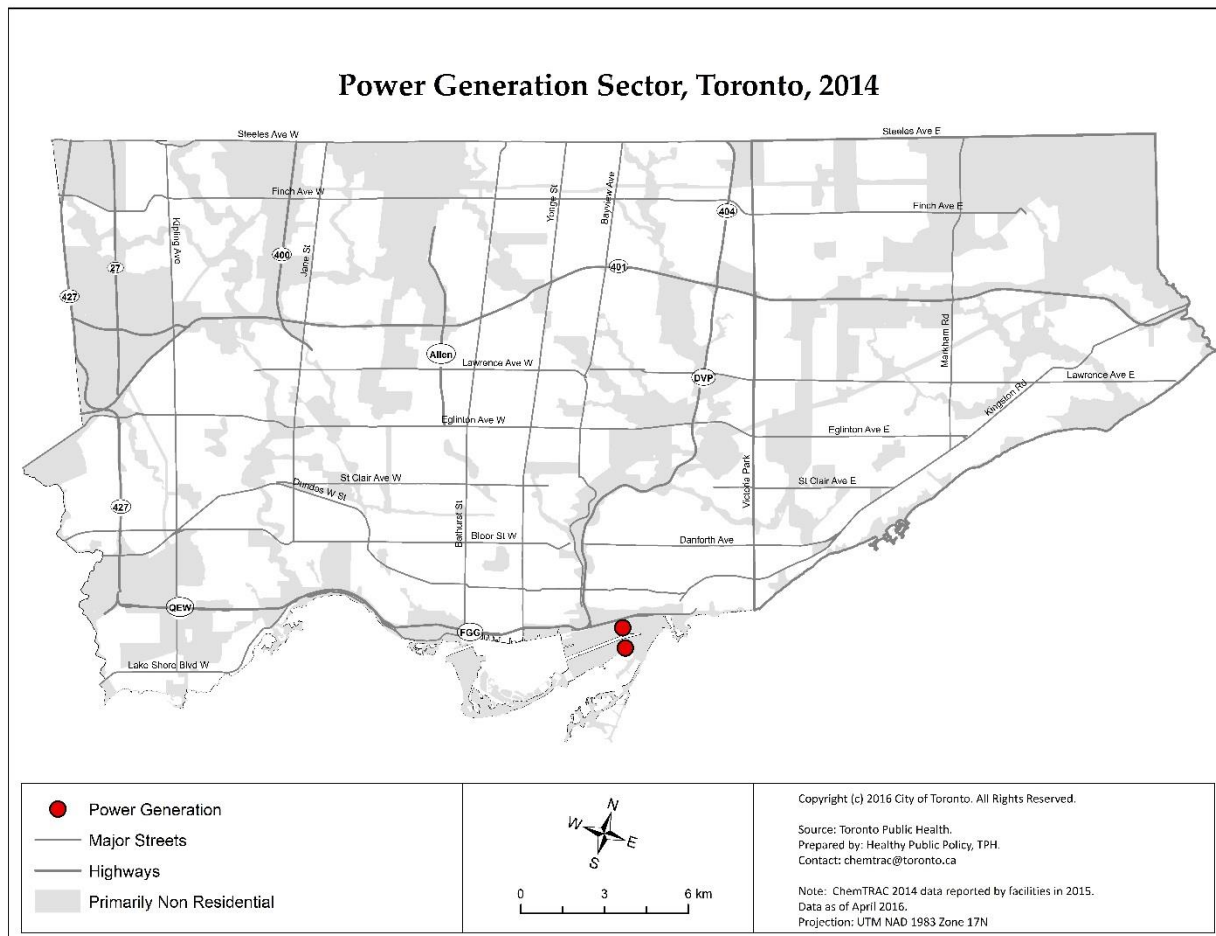 Power Generation Sector, Toronto, 2014
Steeles Ave W
Steeles Ave E
Finch Ave W
Finch Ave E
Kipling Ave
Jane St
Yonge St
Bayview Ave
404
400
27
401
427
Markham Rd
Allen
Lawrence Ave W
DVP
Lawrence Ave E
Kingston Rd
Eglinton Ave W
Eglinton Ave E
St Clair Ave W
St Clair Ave E
Dundas W St
Victoria Park
427
Bathurst St
Bloor St W
Danforth Ave
QEW
FGG
Lake Shore Blvd W
Power Generation
Major Streets
Highways
Primarily Non Residential
N
W
E
S
0 3 6 km
Copyright (c) 2016 City of Toronto. All Rights Reserved.
Source: Toronto Public Health.
Prepared by: Healthy Public Policy, TPH.
Contact: chemtrac@toronto.ca
Note: ChemTRAC 2014 data reported by facilities in 2015.
Data as of April 2016.
Projection: UTM NAD 1983 Zone 17N